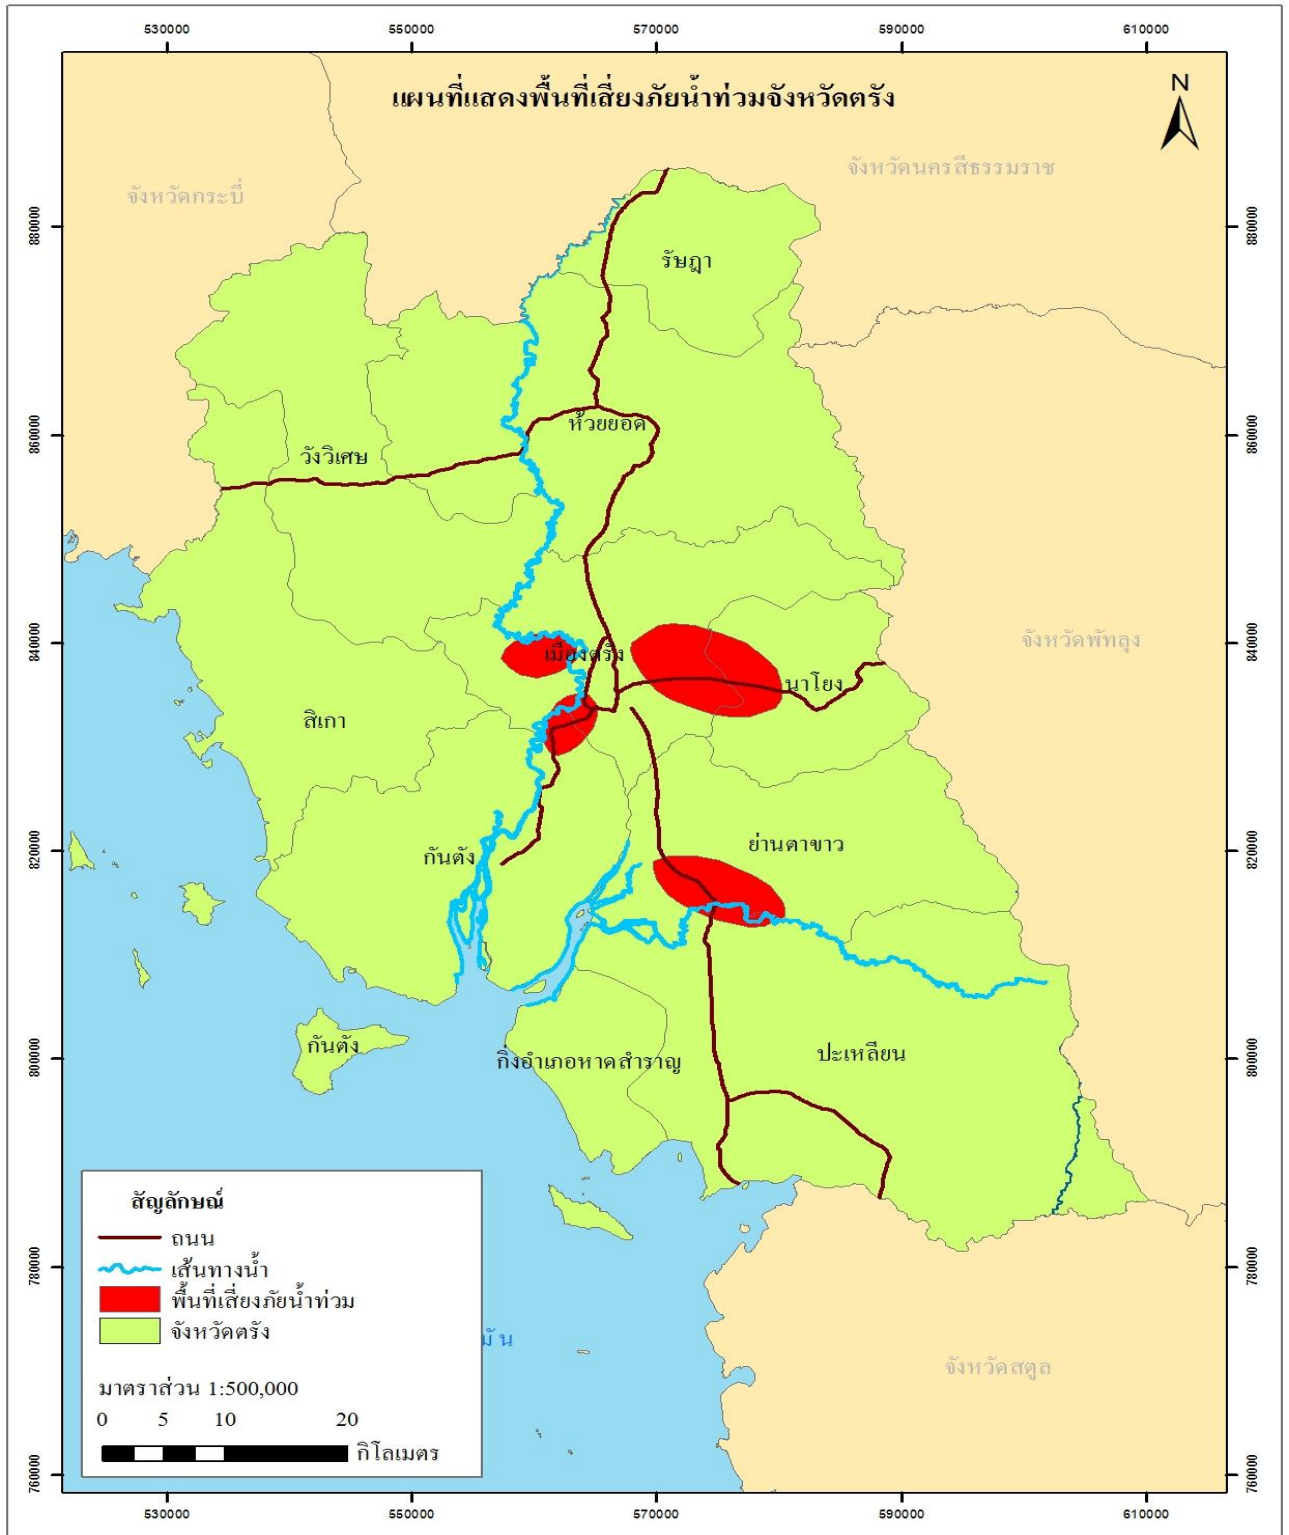 530000 550000 570000 590000 610000
แผนที่แสดงพื้นที่เสี่ยงภัยน้ำท่วมจังหวัดตรัง
N
จังหวัดนครศรีธรรมราช
จังหวัดกระบี่
880000 880000
รัษฎา
ห้วยยอด
860000 860000
วังวิเศษ
840000 840000
เมืองตรัง
จังหวัดพัทลุง
นาโยง
สิเกา
ย่านตาขาว
820000 820000
กันตัง
กันตัง
ปะเหลียน
กิ่งอำเภอหาดสำราญ
800000 800000
สัญลักษณ์
ถนน
เส้นทางน้ำ
780000 780000
พื้นที่เสี่ยงภัยน้ำท่วม
จังหวัดตรัง
มัน
จังหวัดสตูล
มาตราส่วน 1:500,000
0 5 10 20
กิโลเมตร
760000 760000
530000 550000 570000 590000 610000